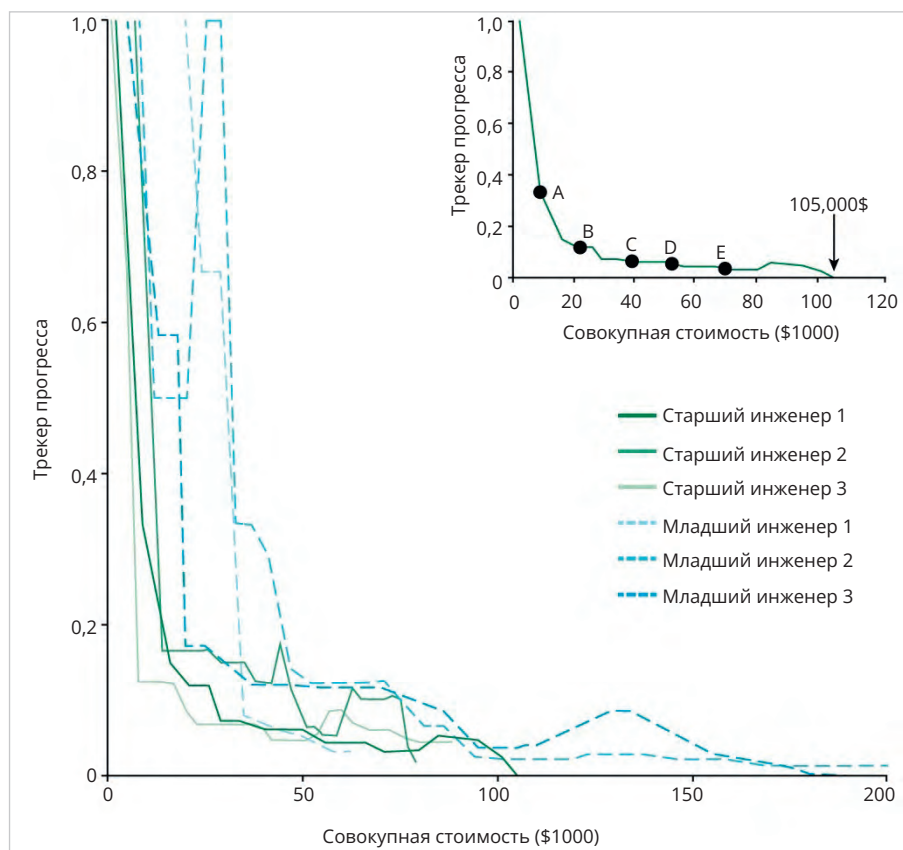 1,0
0,8
0,6
0,4
0,2
0
Трекер прогресса
0
50
100
150
200
Совокупная стоимость ($1000)
1,0
0,8
0,6
0,4
0,2
0
Трекер прогресса
A
B
C
D
E
105,000$
0
20
40
60
80
100
120
Совокупная стоимость ($1000)
Старший инженер 1
Старший инженер 2
Старший инженер 3
Младший инженер 1
Младший инженер 2
Младший инженер 3